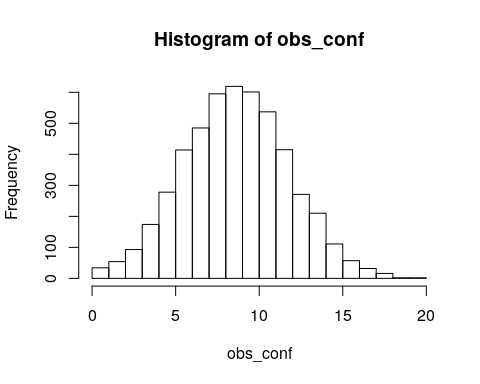 Histogram of obs_conf
Frequency
500
300
100
0
0 5 10 15 20
obs_conf